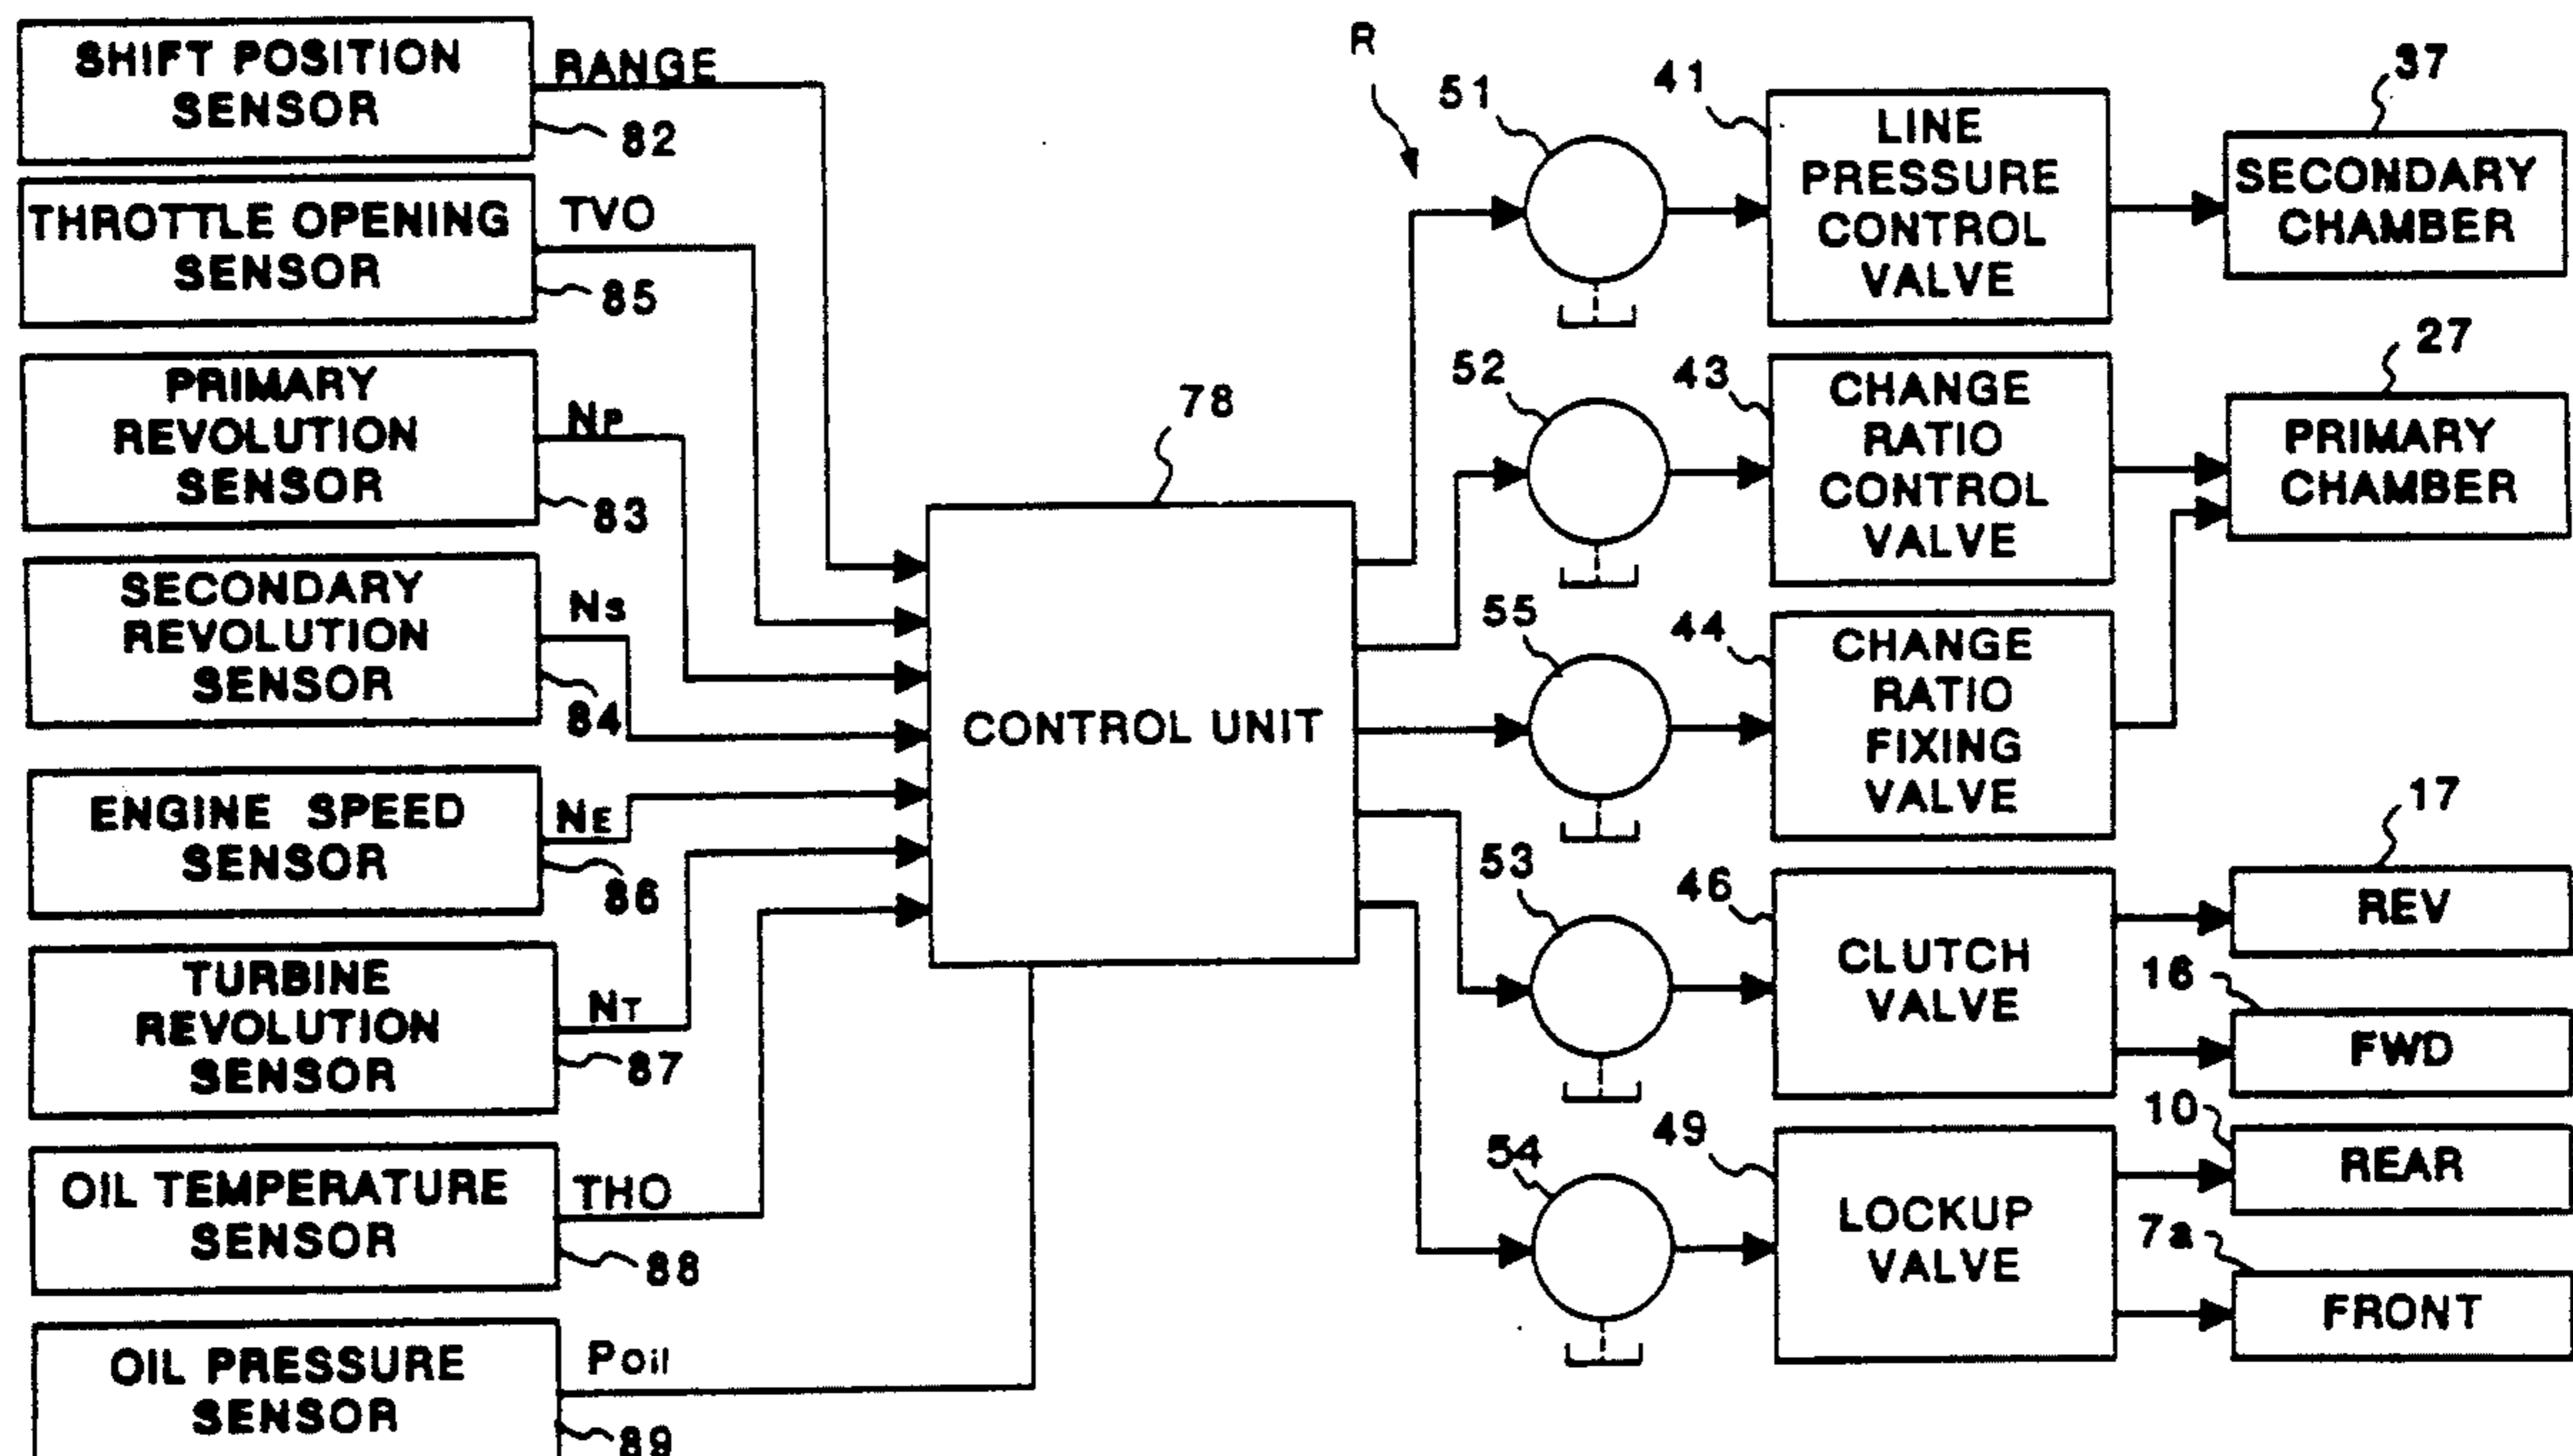 SHIFT POSITION
SENSOR
RANGE
82
THROTTLE OPENING
SENSOR
TVO
85
PRIMARY
REVOLUTION
SENSOR
NP
83
SECONDARY
REVOLUTION
SENSOR
NS
84
ENGINE SPEED
SENSOR
NE
86
TURBINE
REVOLUTION
SENSOR
NT
87
OIL TEMPERATURE
SENSOR
THO
88
OIL PRESSURE
SENSOR
POil
89
78
CONTROL UNIT
R
51
41
LINE
PRESSURE
CONTROL
VALVE
37
SECONDARY
CHAMBER
52
43
CHANGE
RATIO
CONTROL
VALVE
27
PRIMARY
CHAMBER
55
44
CHANGE
RATIO
FIXING
VALVE
53
46
CLUTCH
VALVE
17
REV
16
FWD
54
49
LOCKUP
VALVE
10
REAR
7a
FRONT